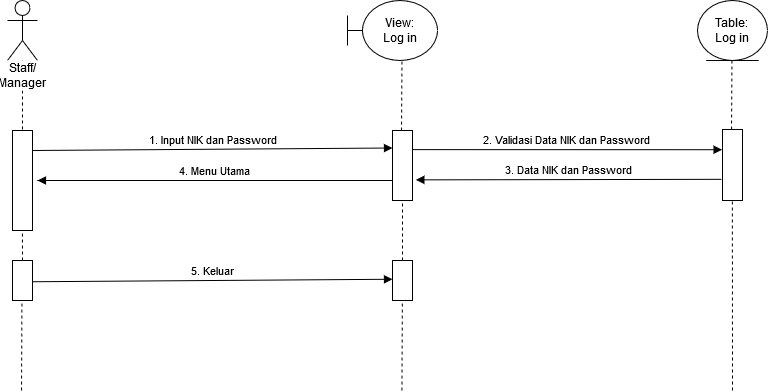 View:
Log in
Table:
Log in
Staff/
Manager
1. Input NIK dan Password
2. Validasi Data NIK dan Password
4. Menu Utama
3. Data NIK dan Password
5. Keluar